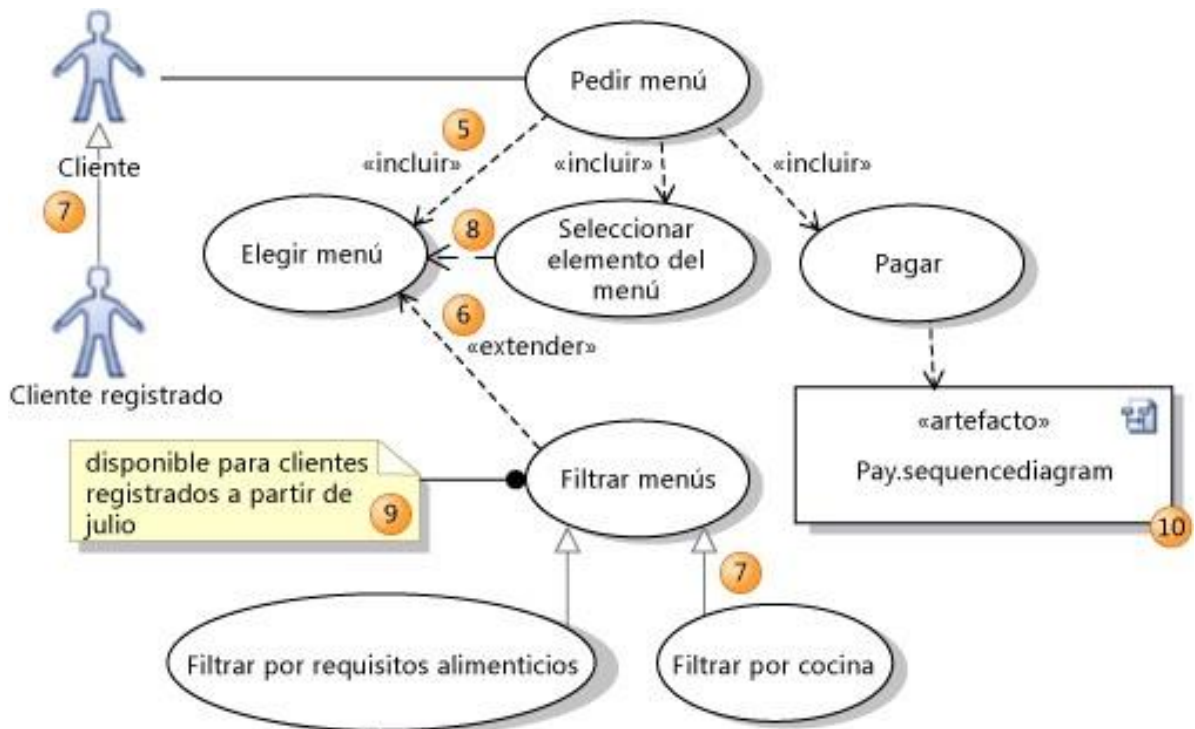 Pedir menú
5
«incluir»
«incluir»
«incluir»
Cliente
7
8
Elegir menú
Seleccionar
elemento del
menú
Pagar
6
«extender»
Cliente registrado
«artefacto»
Pay.sequencediagram
10
disponible para clientes
registrados a partir de
julio
9
Filtrar menús
7
Filtrar por requisitos alimenticios
Filtrar por cocina